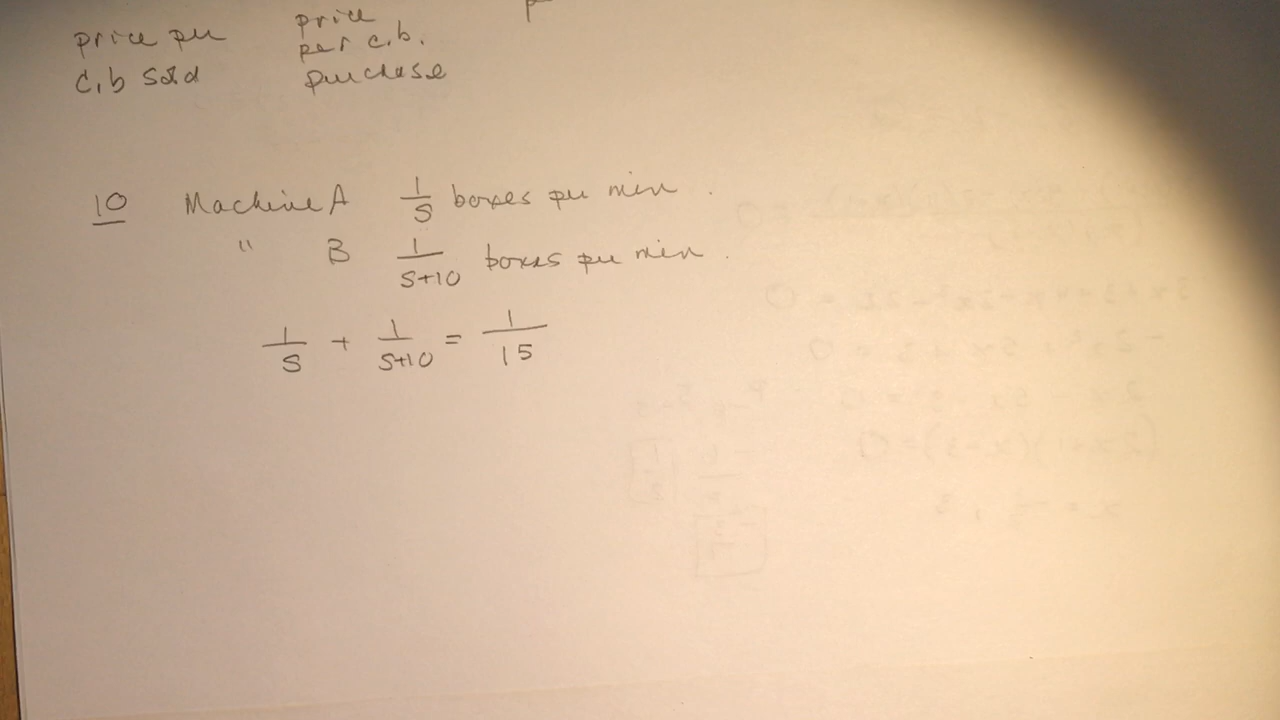 price per
c.b sold
price
per c.b.
purchase
10 Machine A 1/s boxes per min.
" B 1/(s+10) boxes per min.
1/s + 1/(s+10) = 1/15